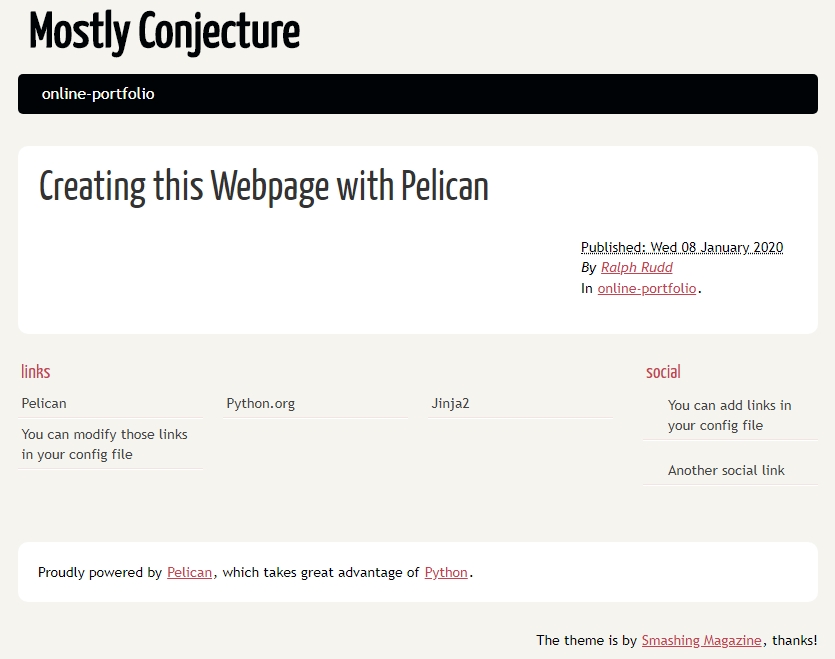 Mostly Conjecture
online-portfolio
Creating this Webpage with Pelican
Published: Wed 08 January 2020
By Ralph Rudd
In online-portfolio.
links
Pelican
Python.org
Jinja2
You can modify those links
in your config file
social
You can add links in
your config file
Another social link
Proudly powered by Pelican, which takes great advantage of Python.
The theme is by Smashing Magazine, thanks!